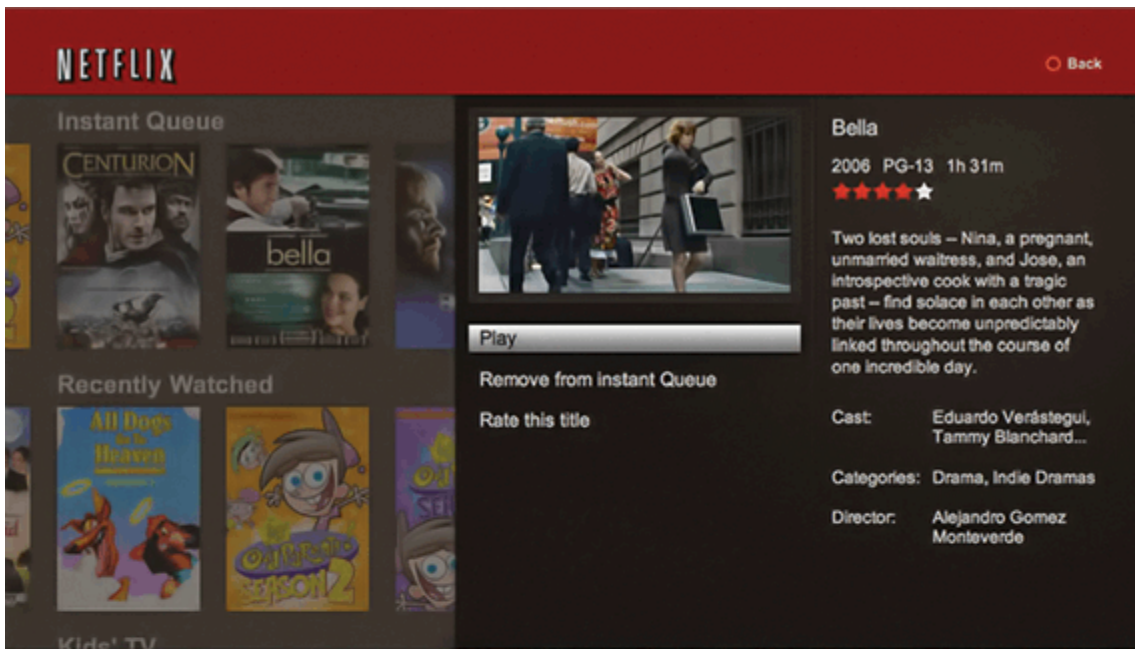 NETFLIX
Back
Instant Queue
CENTURION
bella
Recently Watched
All Dogs
Go To
Heaven
Odd Parents
SEASON 2
Kids' TV
Play
Remove from instant Queue
Rate this title
Bella
2006 PG-13 1h 31m
Two lost souls – Nina, a pregnant,
unmarried waitress, and Jose, an
introspective cook with a tragic
past – find solace in each other as
their lives become unpredictably
linked throughout the course of
one incredible day.
Cast: Eduardo Verástegui,
Tammy Blanchard...
Categories: Drama, Indie Dramas
Director: Alejandro Gomez
Monteverde